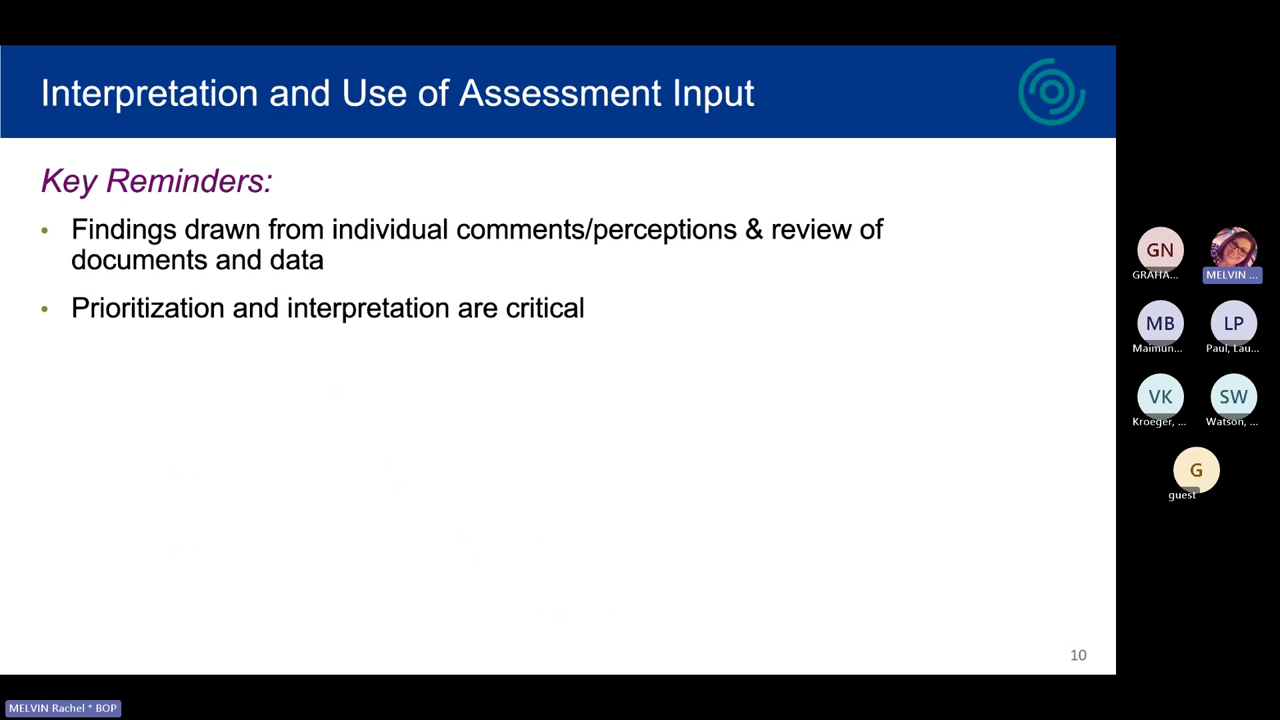 Interpretation and Use of Assessment Input
Key Reminders:
• Findings drawn from individual comments/perceptions & review of
documents and data
• Prioritization and interpretation are critical
10
GN
GRAHA...
MELVIN ...
MB
Maimun...
LP
Paul, Lau...
VK
Kroeger, ...
SW
Watson, ...
G
guest
MELVIN Rachel * BOP